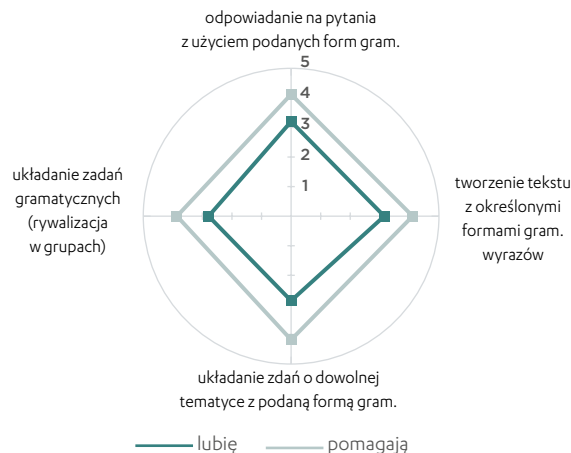 odpowiadanie na pytania
z użyciem podanych form gram.
5
4
3
2
1
układanie zadań
gramatycznych
(rywalizacja
w grupach)
tworzenie tekstu
z określonymi
formami gram.
wyrazów
układanie zdań o dowolnej
tematyce z podaną formą gram.
lubię
pomagają